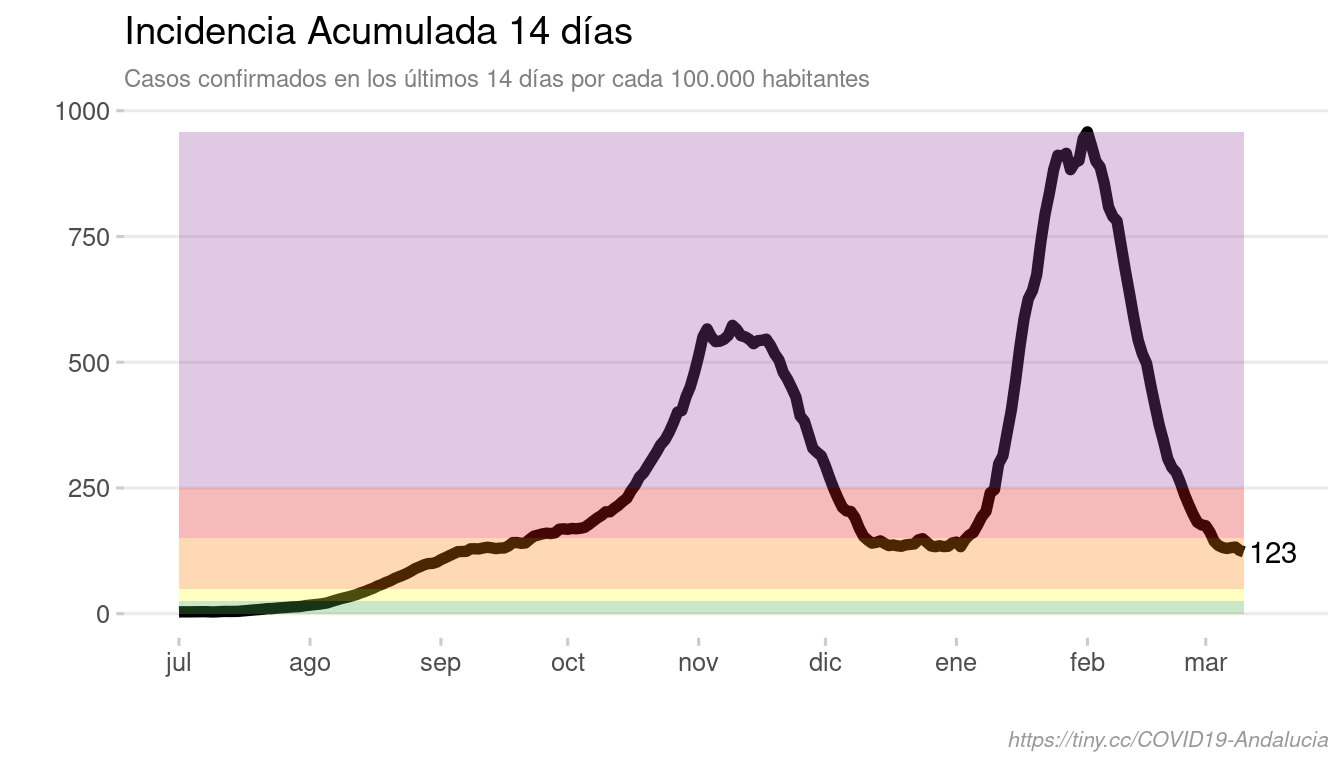 Incidencia Acumulada 14 días
Casos confirmados en los últimos 14 días por cada 100.000 habitantes
1000
750
500
250
0
123
jul ago sep oct nov dic ene feb mar
https://tiny.cc/COVID19-Andalucia